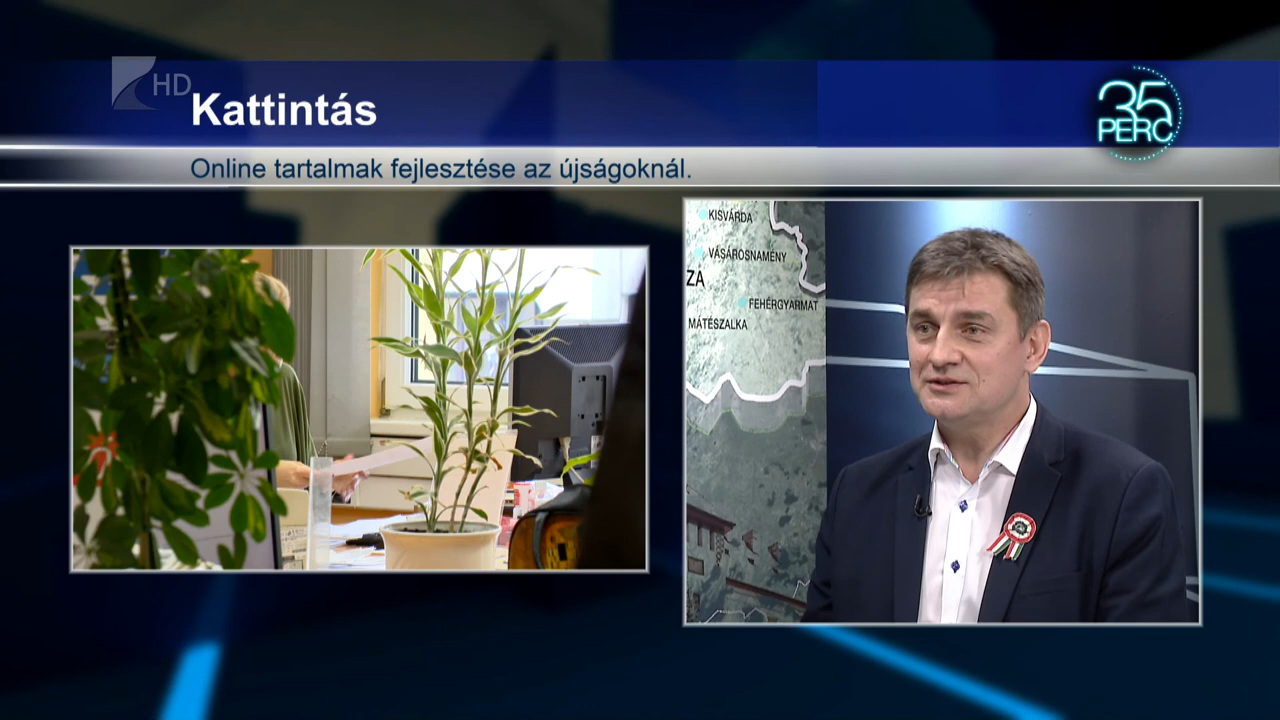 HD
Kattintás
35
PERC
Online tartalmak fejlesztése az újságoknál.
KISVÁRDA
VÁSÁROSNAMÉNY
ZA
FEHÉRGYARMAT
MÁTÉSZALKA